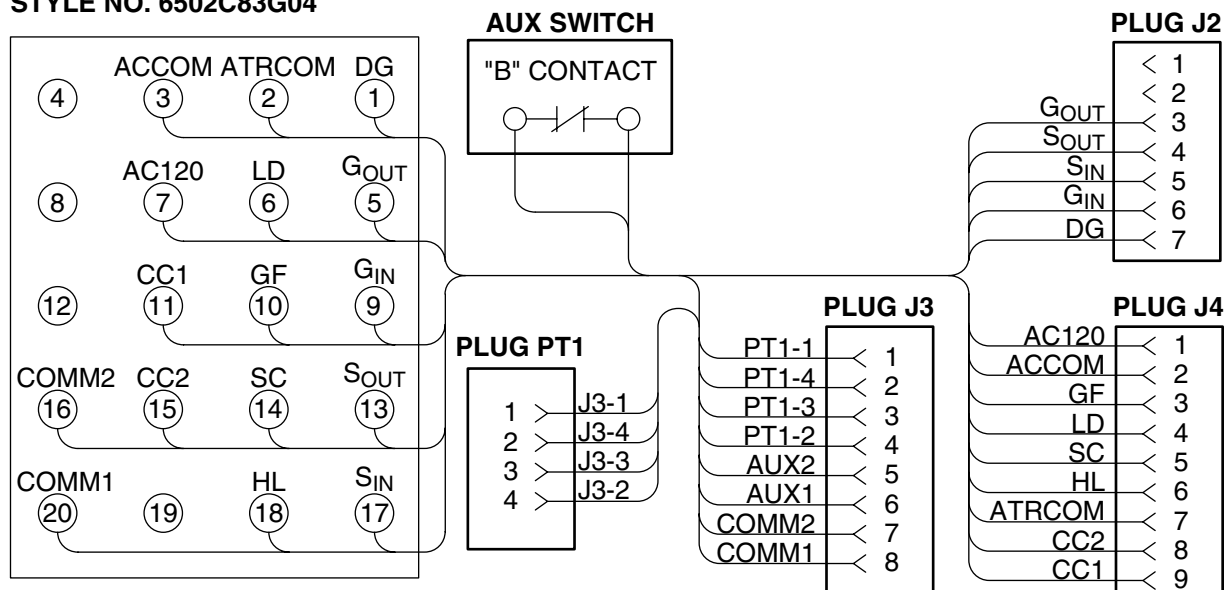 STYLE NO. 6502C83G04
ACCOM ATRCOM DG
4 3 2 1
AC120 LD GOUT
8 7 6 5
CC1 GF GIN
12 11 10 9
COMM2 CC2 SC SOUT
16 15 14 13
COMM1 HL SIN
20 19 18 17
AUX SWITCH
"B" CONTACT
PLUG PT1
1 J3-1
2 J3-4
3 J3-3
4 J3-2
PLUG J3
PT1-1 1
PT1-4 2
PT1-3 3
PT1-2 4
AUX2 5
AUX1 6
COMM2 7
COMM1 8
PLUG J2
1
2
GOUT 3
SOUT 4
SIN 5
GIN 6
DG 7
PLUG J4
AC120 1
ACCOM 2
GF 3
LD 4
SC 5
HL 6
ATRCOM 7
CC2 8
CC1 9